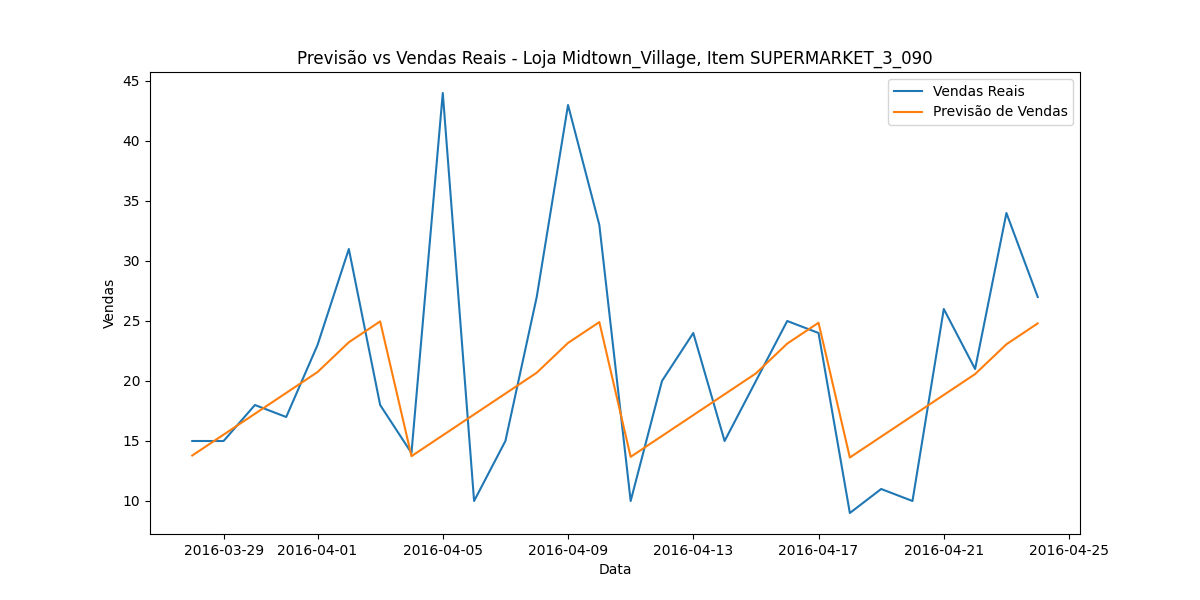 Previsão vs Vendas Reais - Loja Midtown_Village, Item SUPERMARKET_3_090
Vendas Reais
Previsão de Vendas
Vendas
45
40
35
30
25
20
15
10
2016-03-29 2016-04-01 2016-04-05 2016-04-09 2016-04-13 2016-04-17 2016-04-21 2016-04-25
Data